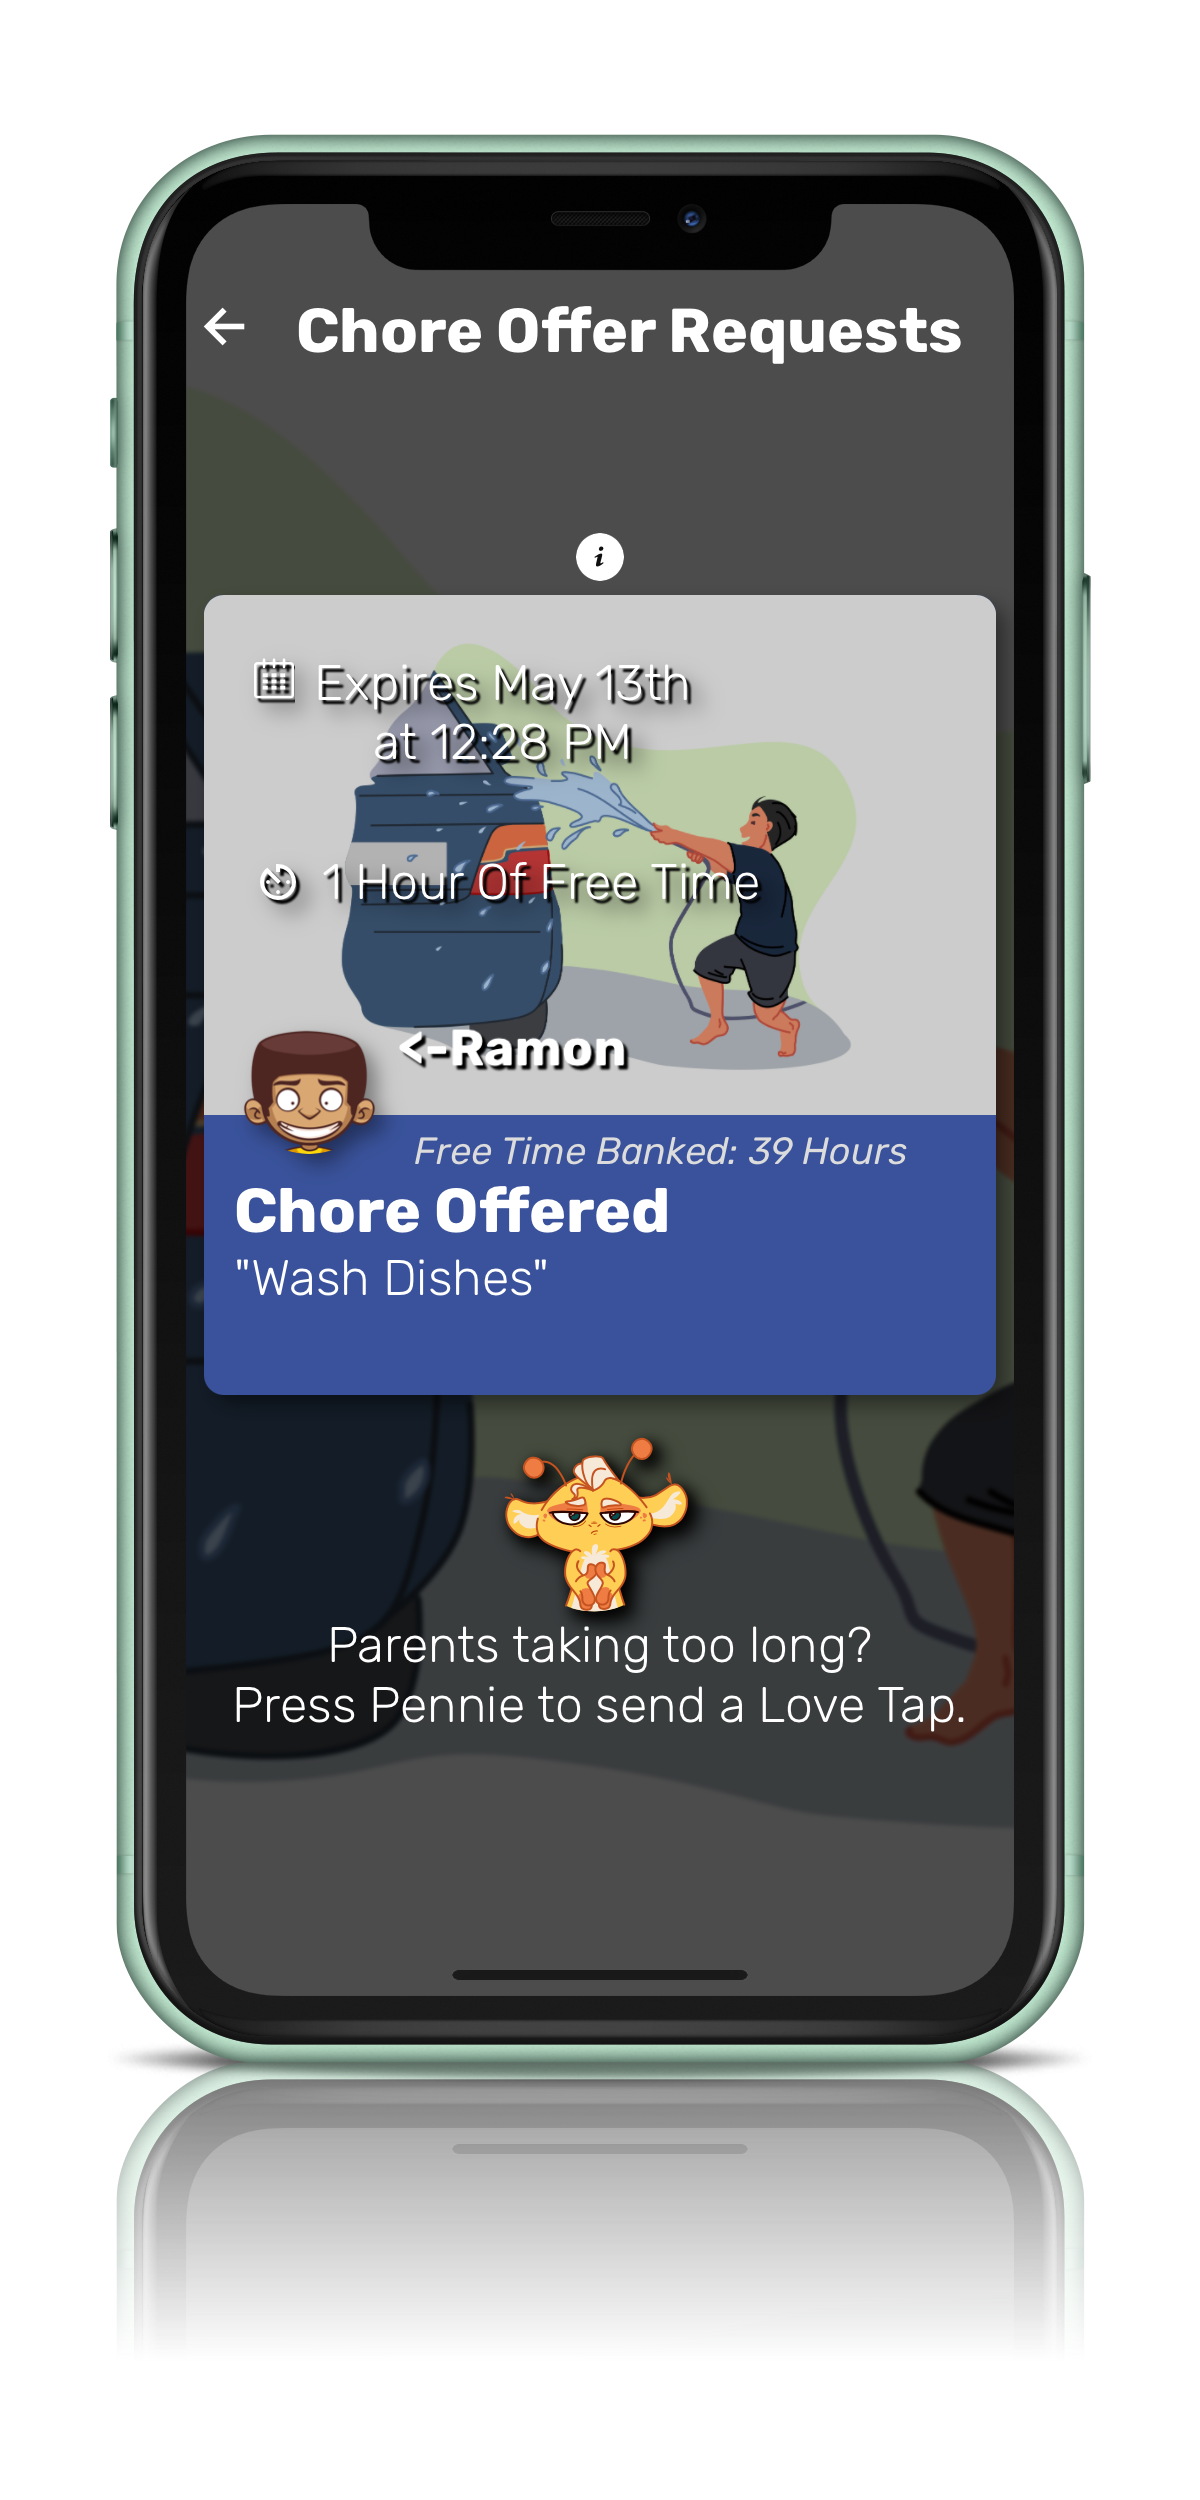 Chore Offer Requests
i
Expires May 13th
at 12:28 PM
1 Hour Of Free Time
<-Ramon
Free Time Banked: 39 Hours
Chore Offered
"Wash Dishes"
Parents taking too long?
Press Pennie to send a Love Tap.